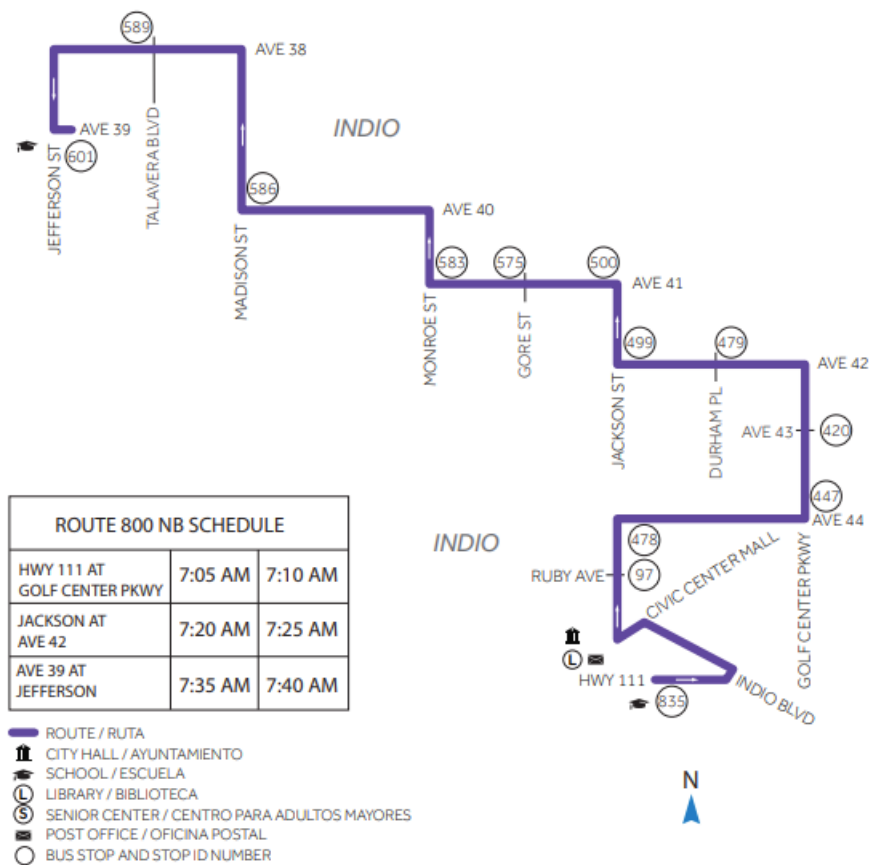 589
AVE 38
TALAVERA BLVD
INDIO
AVE 39
601
JEFFERSON ST
586
AVE 40
MADISON ST
583
575
500
AVE 41
MONROE ST
GORE ST
499
479
AVE 42
JACKSON ST
DURHAM PL
AVE 43
420
447
AVE 44
INDIO
478
RUBY AVE
97
CIVIC CENTER MALL
GOLF CENTER PKWY
L
HWY 111
INDIO BLVD
835
ROUTE 800 NB SCHEDULE
HWY 111 AT
GOLF CENTER PKWY
7:05 AM
7:10 AM
JACKSON AT
AVE 42
7:20 AM
7:25 AM
AVE 39 AT
JEFFERSON
7:35 AM
7:40 AM
ROUTE / RUTA
CITY HALL / AYUNTAMIENTO
SCHOOL / ESCUELA
L LIBRARY / BIBLIOTECA
S SENIOR CENTER / CENTRO PARA ADULTOS MAYORES
POST OFFICE / OFICINA POSTAL
BUS STOP AND STOP ID NUMBER
N